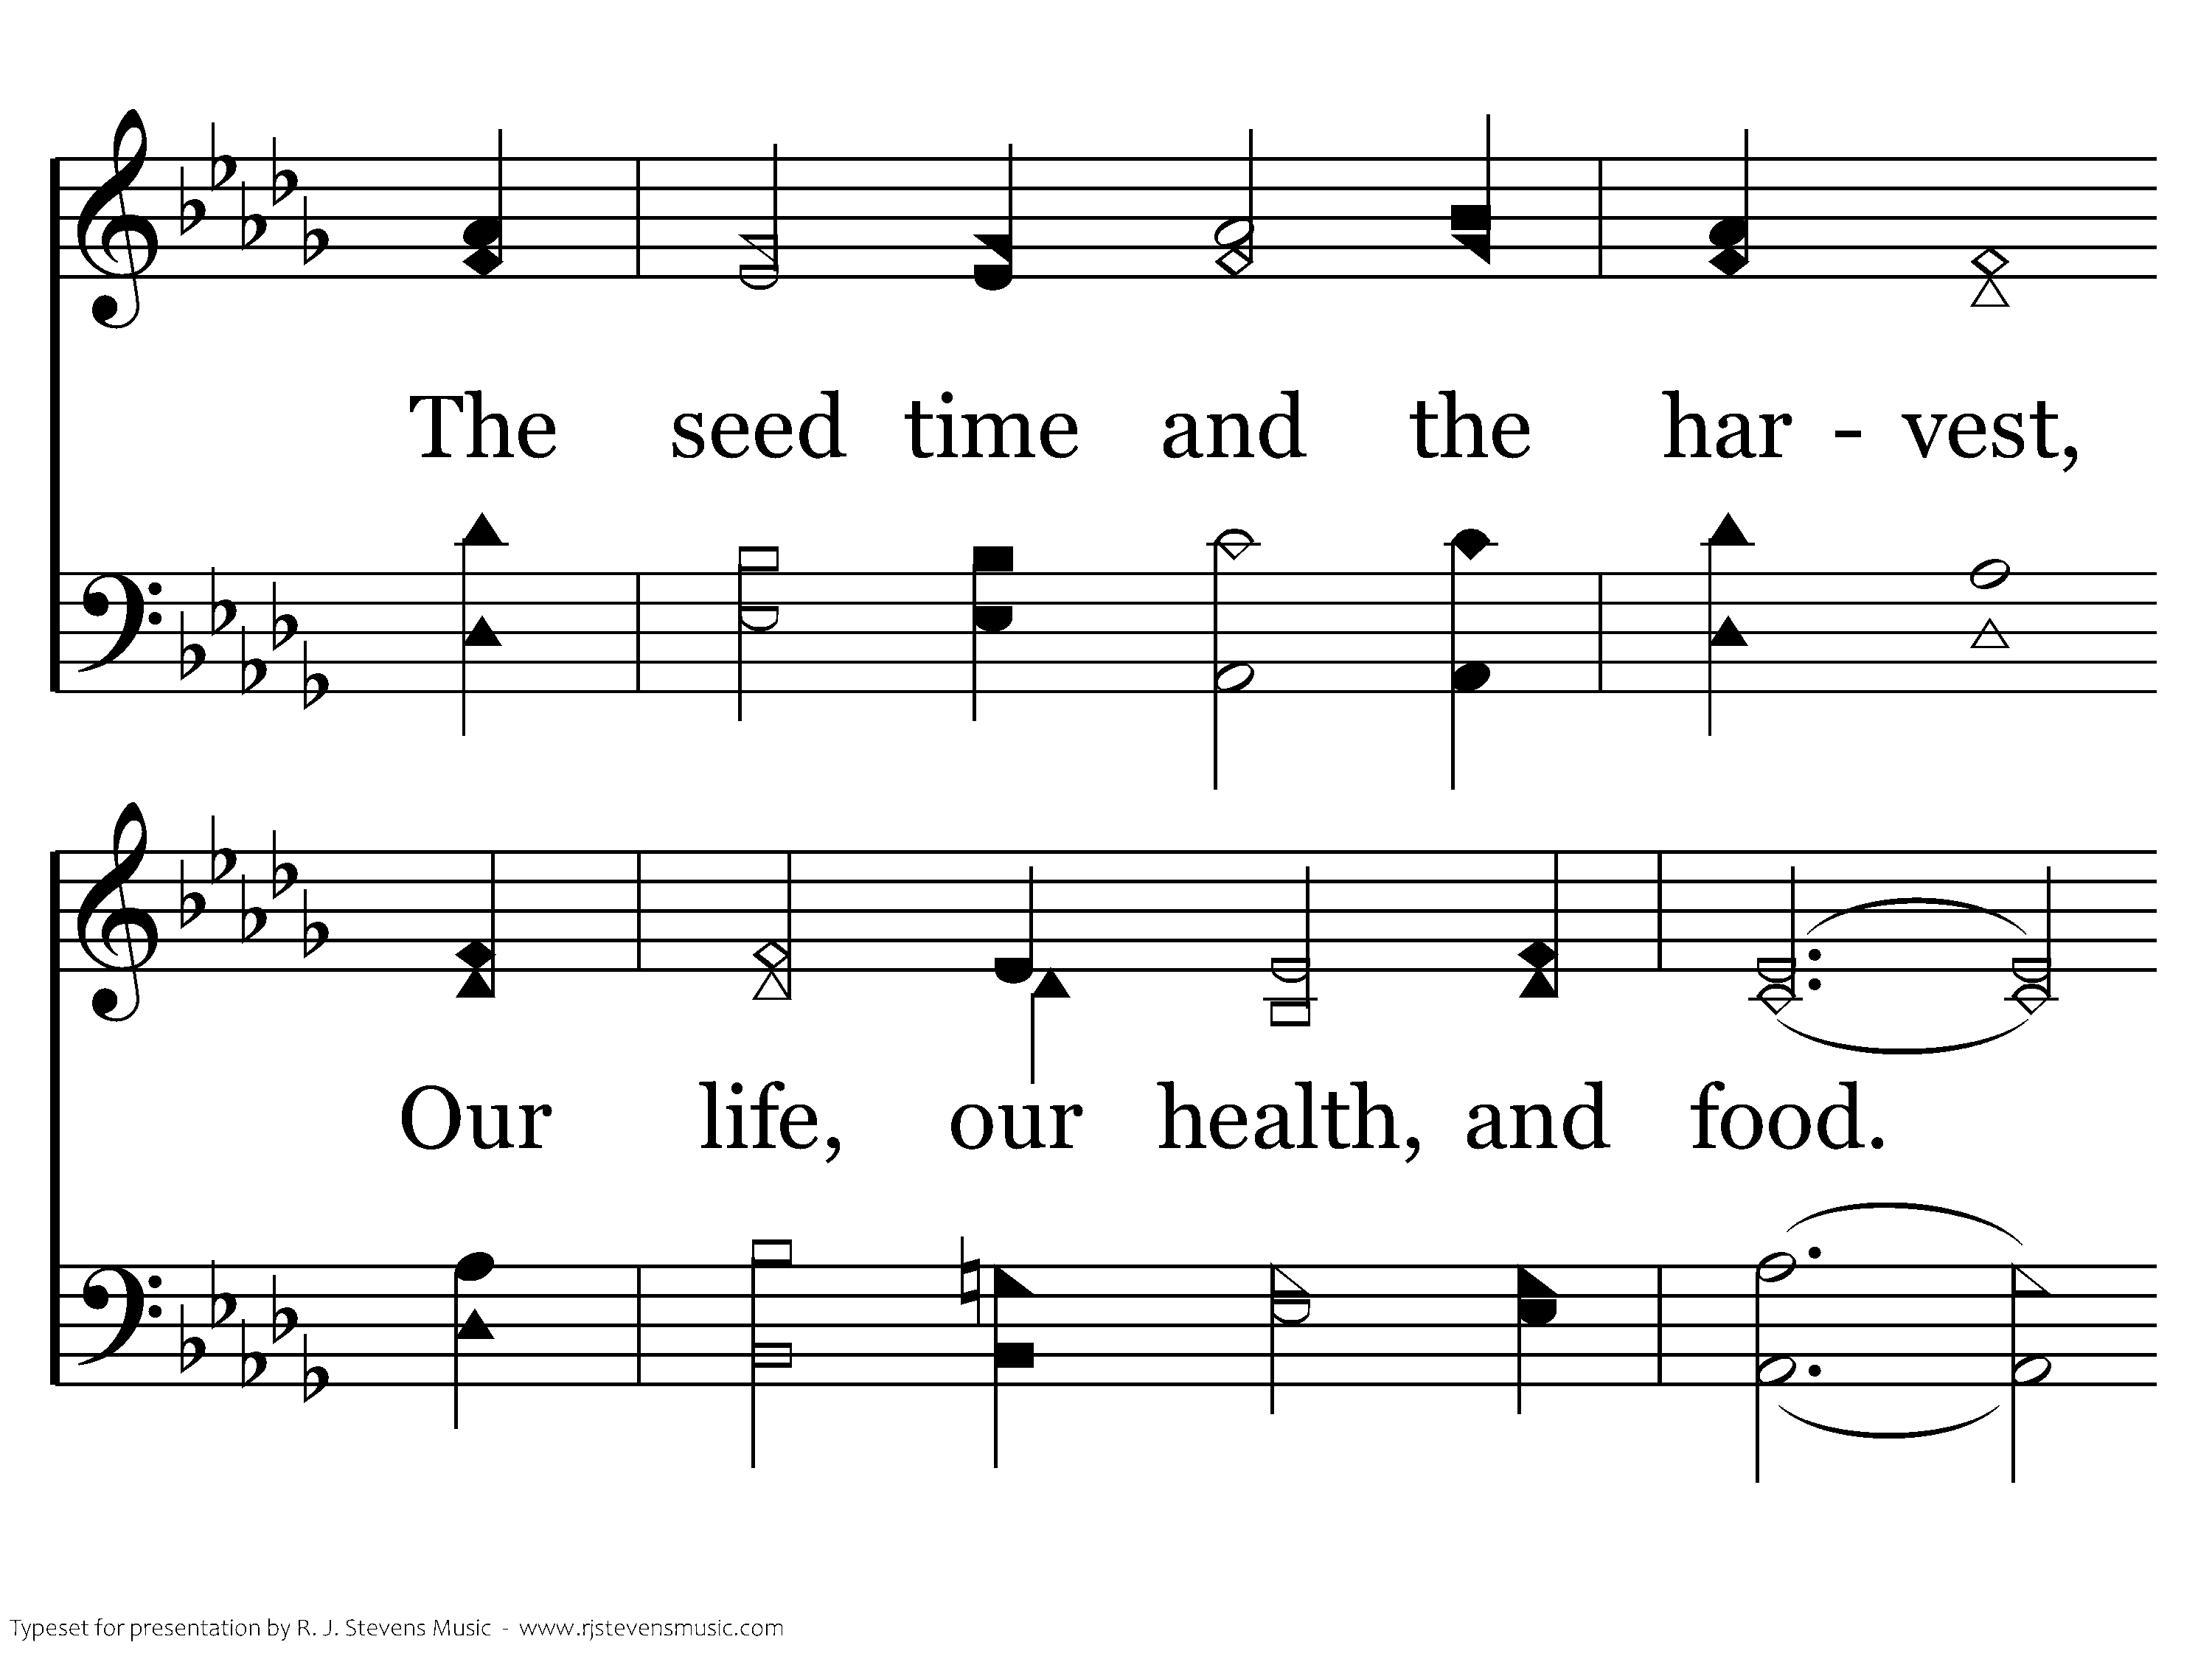 The seed time and the har - vest,
Our life, our health, and food.
Typeset for presentation by R. J. Stevens Music - www.rjstevensmusic.com